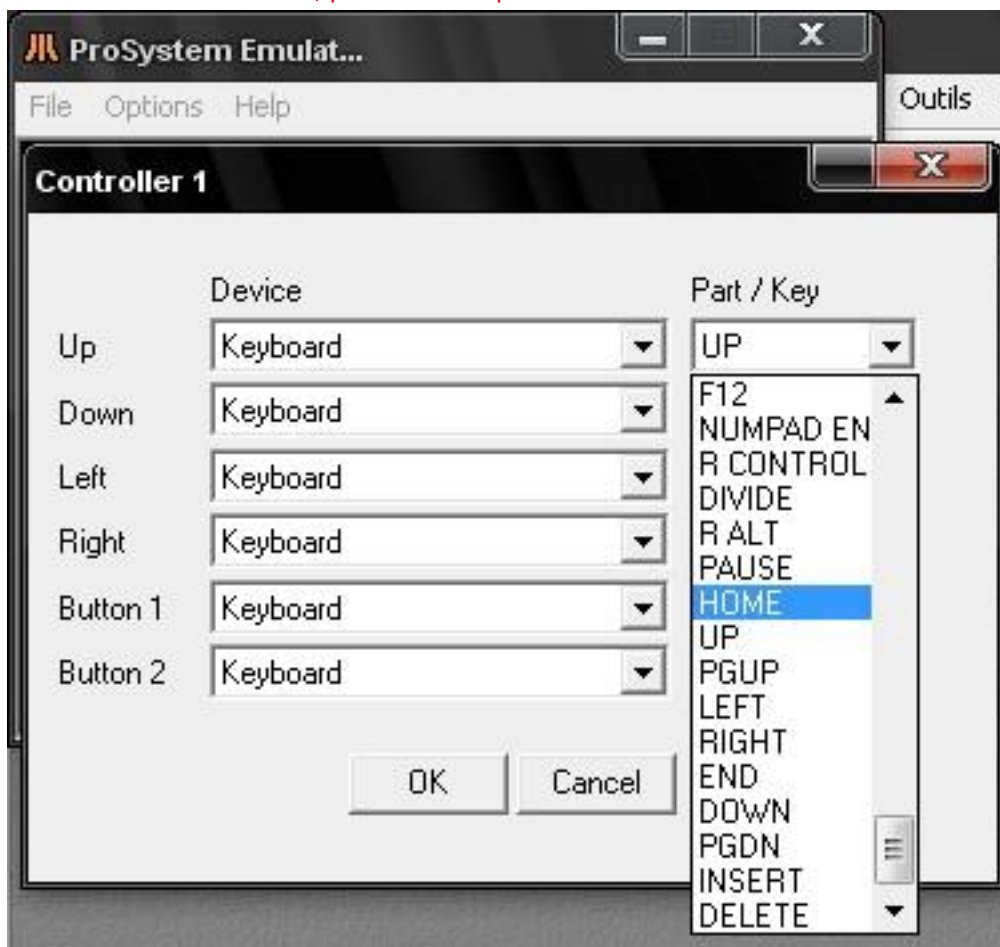 ProSystem Emulat...
File Options Help
Outils
Controller 1
Device Part / Key
Up Keyboard UP
Down Keyboard
Left Keyboard
Right Keyboard
Button 1 Keyboard
Button 2 Keyboard
F12
NUMPAD EN
R CONTROL
DIVIDE
R ALT
PAUSE
HOME
UP
PGUP
LEFT
RIGHT
END
DOWN
PGDN
INSERT
DELETE
OK Cancel